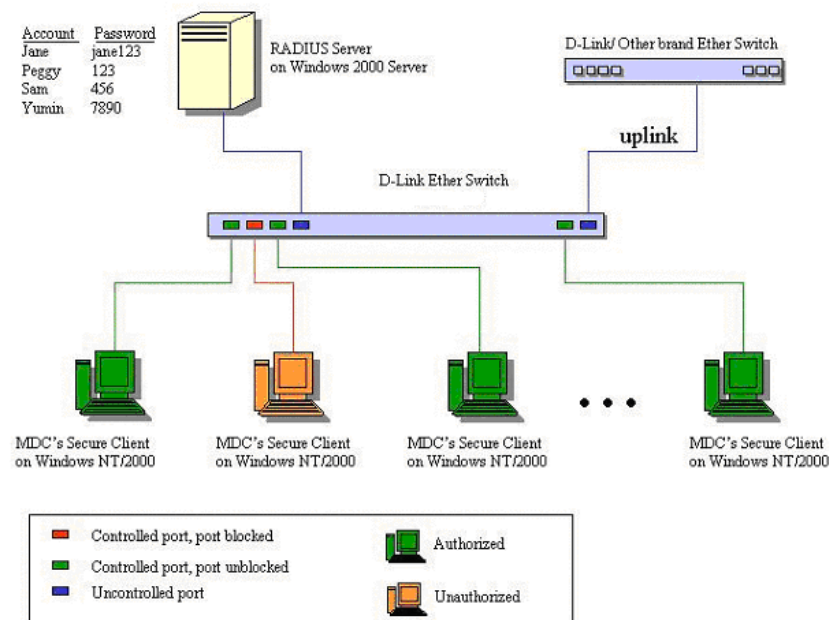 Account Password
Jane jane123
Peggy 123
Sam 456
Yumin 7890
RADIUS Server
on Windows 2000 Server
D-Link/ Other brand Ether Switch
uplink
D-Link Ether Switch
MDC's Secure Client
on Windows NT/2000
MDC's Secure Client
on Windows NT/2000
MDC's Secure Client
on Windows NT/2000
MDC's Secure Client
on Windows NT/2000
Controlled port, port blocked
Controlled port, port unblocked
Uncontrolled port
Authorized
Unauthorized